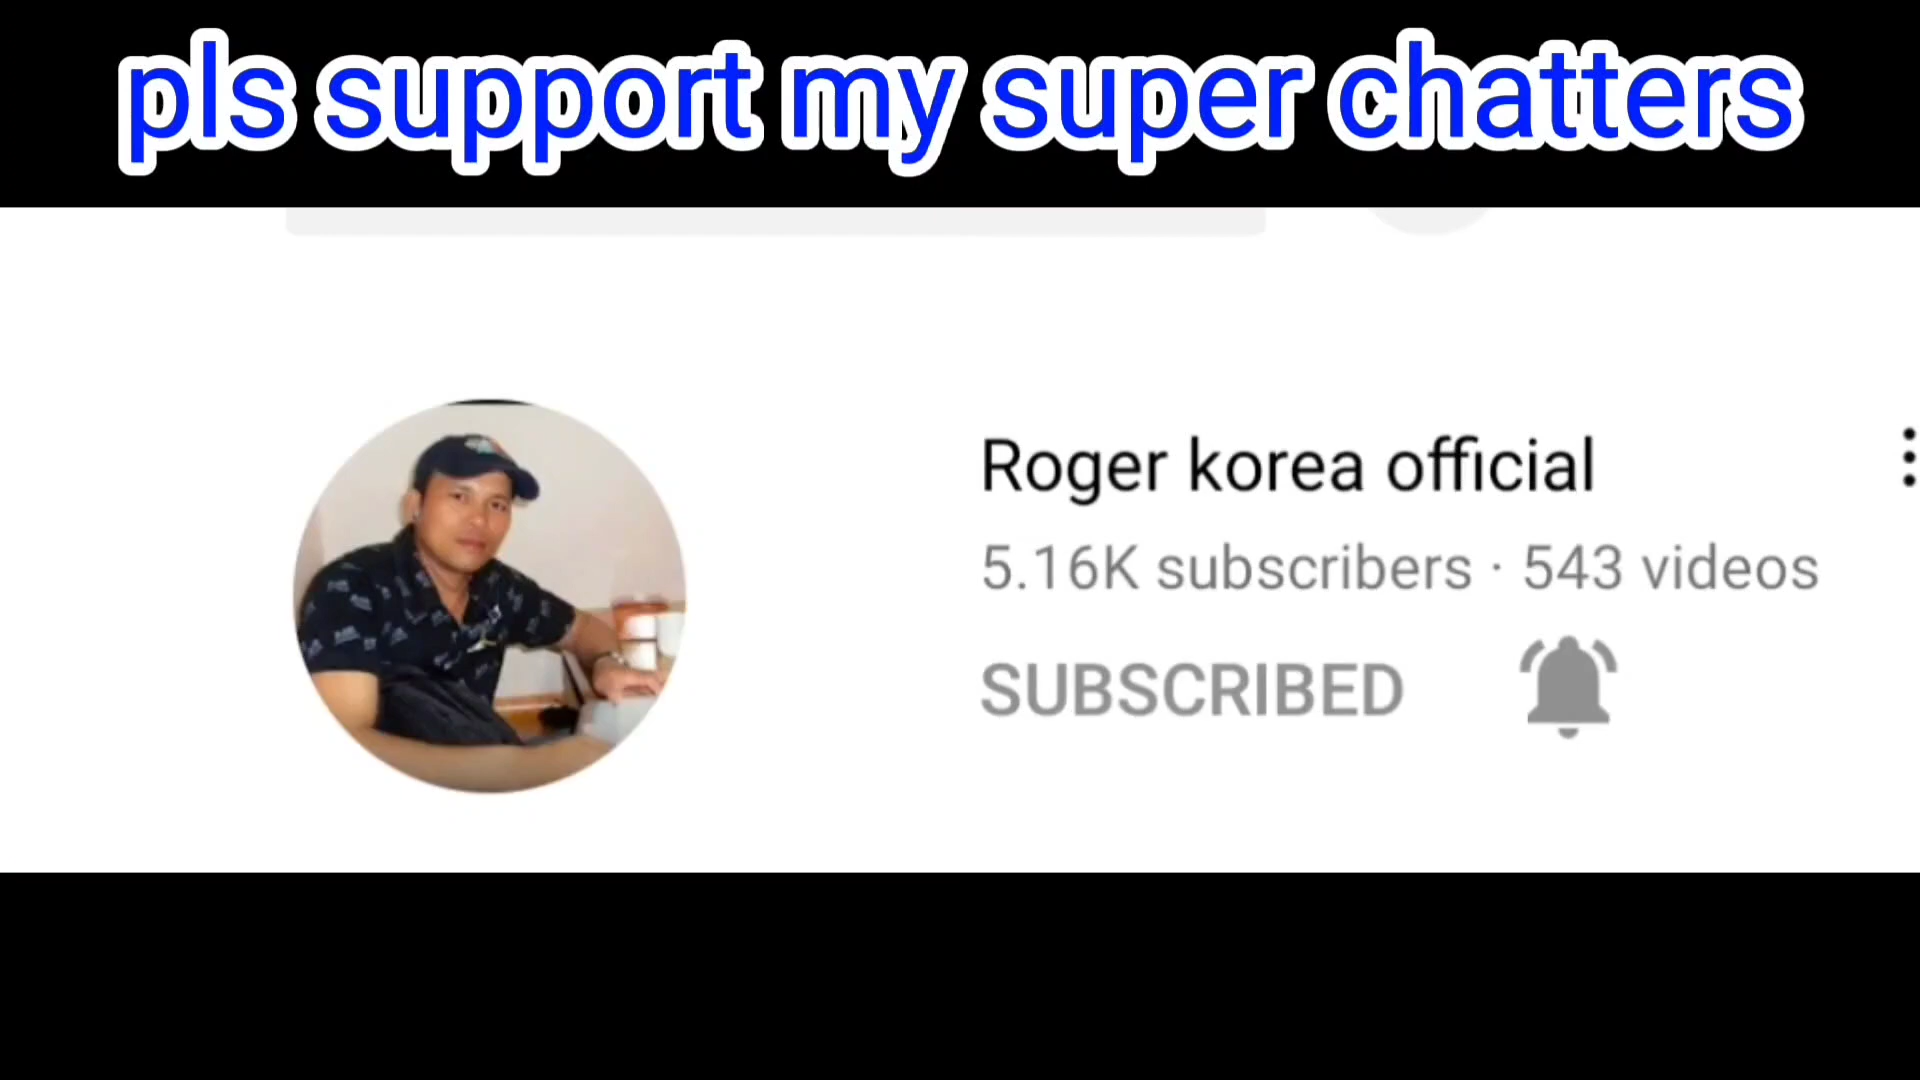 pls support my super chatters
Roger korea official
5.16K subscribers · 543 videos
SUBSCRIBED